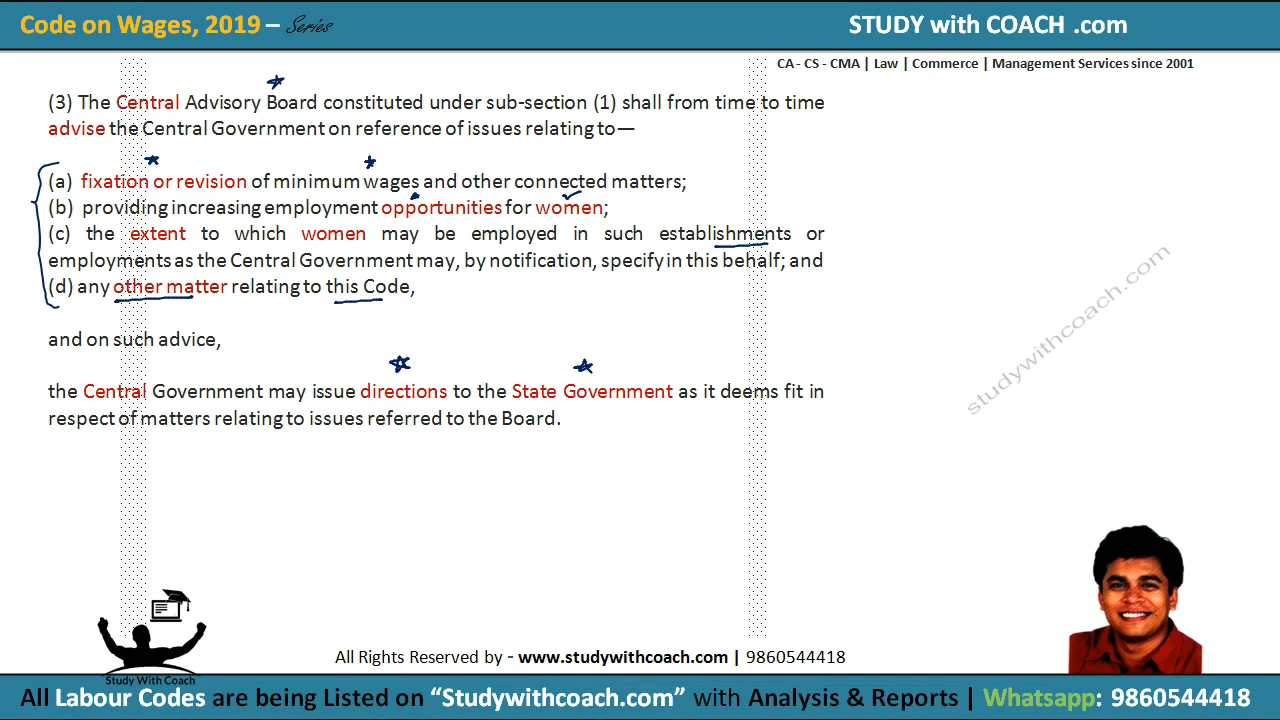 Code on Wages, 2019 – Series
STUDY with COACH .com
CA - CS - CMA | Law | Commerce | Management Services since 2001
(3) The Central Advisory Board constituted under sub-section (1) shall from time to time
advise the Central Government on reference of issues relating to—
(a) fixation or revision of minimum wages and other connected matters;
(b) providing increasing employment opportunities for women;
(c) the extent to which women may be employed in such establishments or
employments as the Central Government may, by notification, specify in this behalf; and
(d) any other matter relating to this Code,
and on such advice,
the Central Government may issue directions to the State Government as it deems fit in
respect of matters relating to issues referred to the Board.
studywithcoach.com
Study With Coach
All Rights Reserved by - www.studywithcoach.com | 9860544418
All Labour Codes are being Listed on “Studywithcoach.com” with Analysis & Reports | Whatsapp: 9860544418